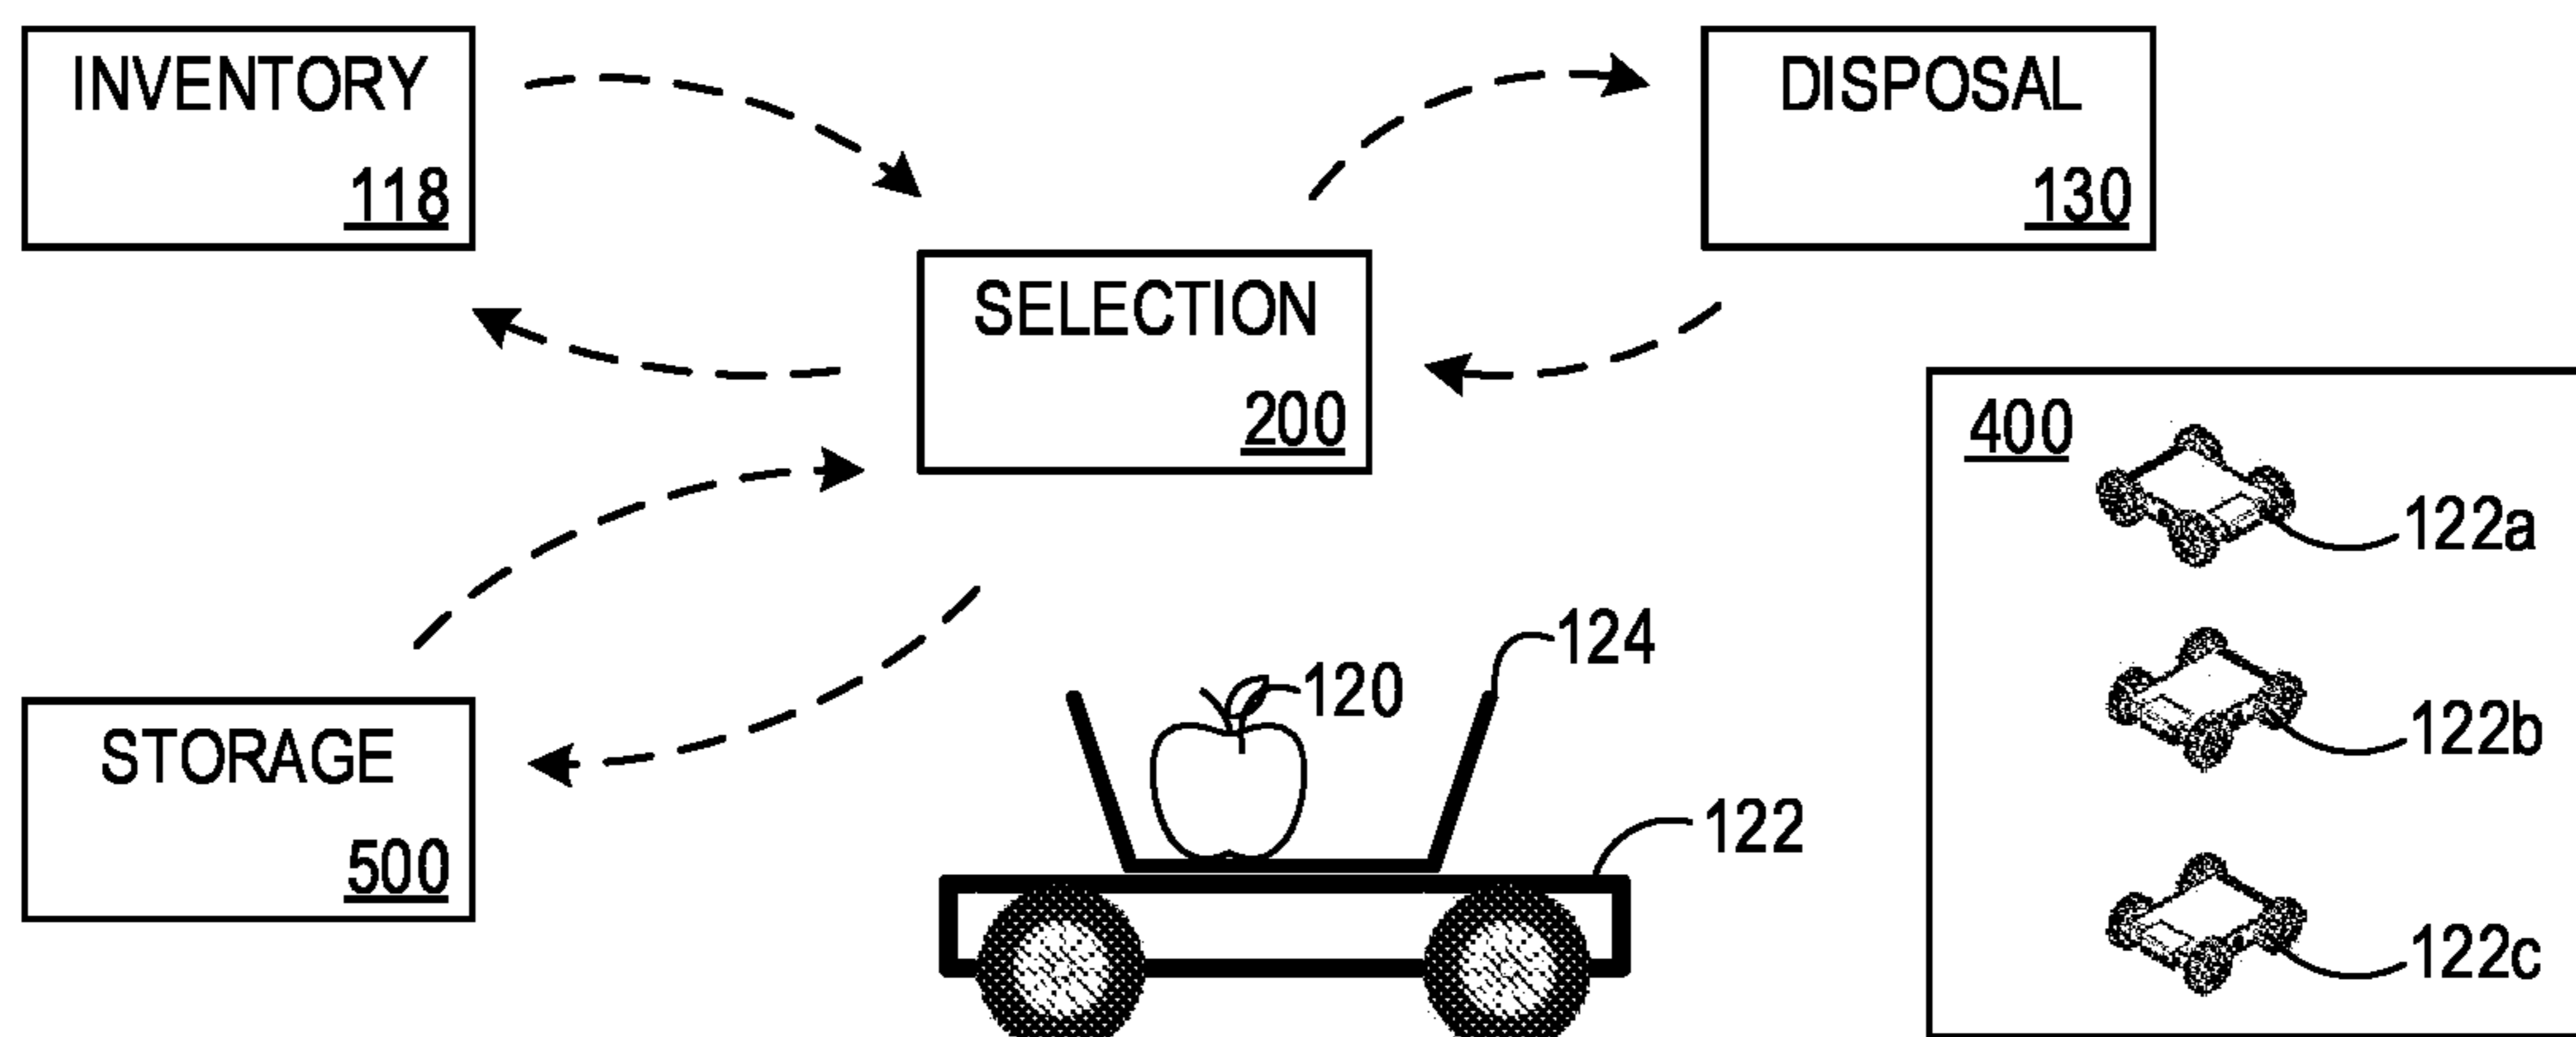 INVENTORY
118
DISPOSAL
130
SELECTION
200
400
122a
122b
122c
124
120
122
STORAGE
500